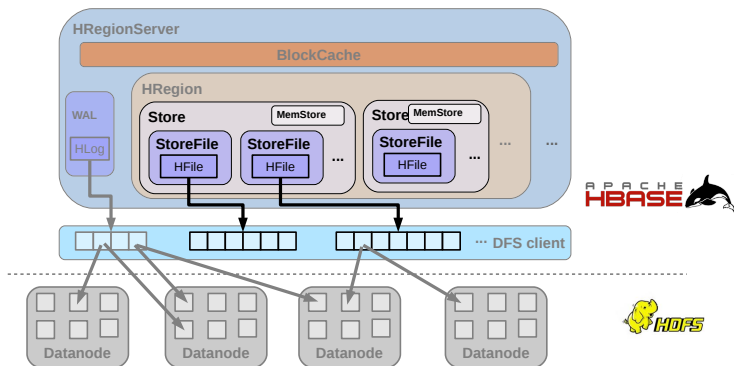 HRegionServer
BlockCache
HRegion
WAL
HLog
Store
MemStore
StoreFile
HFile
StoreFile
HFile
...
Store
MemStore
StoreFile
HFile
...
...
...
APACHE
HBASE
... DFS client
Datanode
Datanode
Datanode
Datanode
HDFS